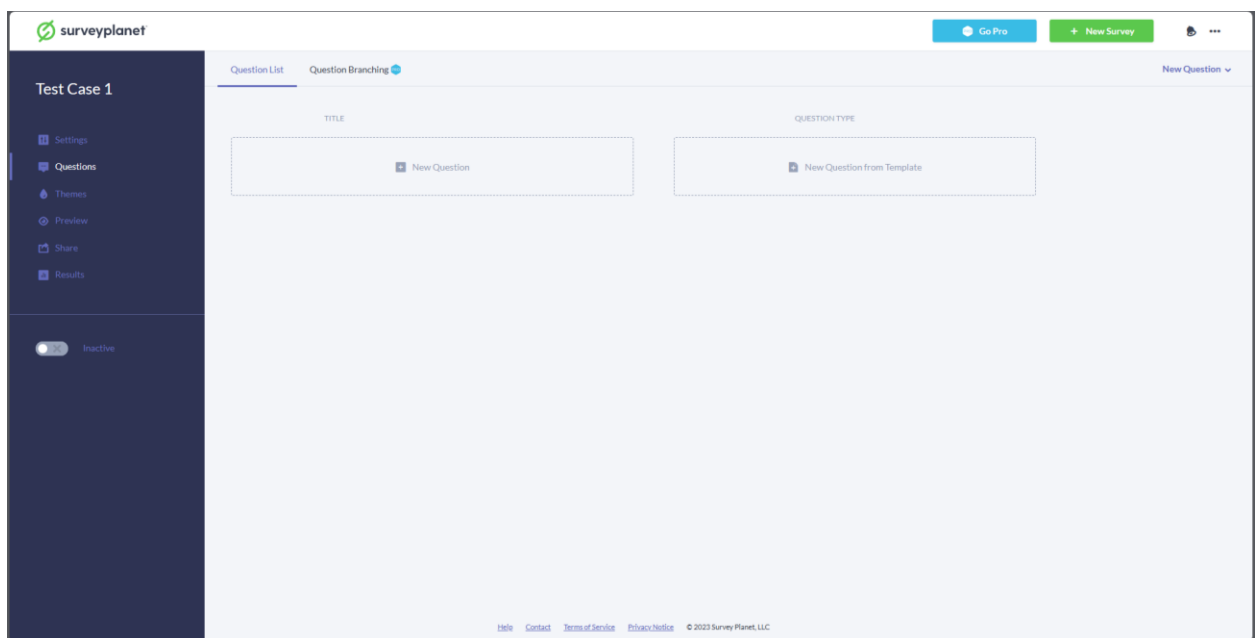 surveyplanet
Go Pro
+ New Survey
Test Case 1
Settings
Questions
Themes
Preview
Share
Results
Inactive
Question List Question Branching
New Question
TITLE QUESTION TYPE
New Question New Question from Template
Help Contact Terms of Service Privacy Notice © 2023 Survey Planet, LLC